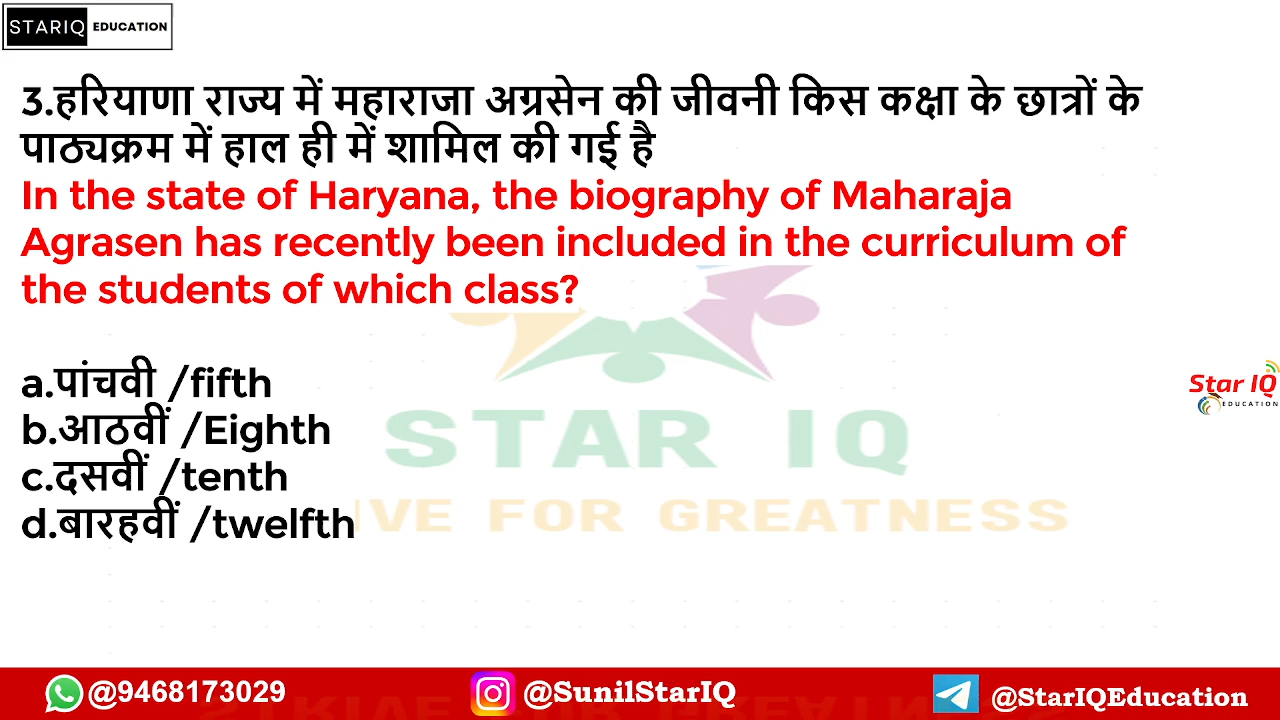 STARIQ EDUCATION
3.हरियाणा राज्य में महाराजा अग्रसेन की जीवनी किस कक्षा के छात्रों के
पाठ्यक्रम में हाल ही में शामिल की गई है
In the state of Haryana, the biography of Maharaja
Agrasen has recently been included in the curriculum of
the students of which class?
a.पांचवी /fifth
b.आठवीं /Eighth
c.दसवीं /tenth
d.बारहवीं /twelfth
STAR IQ
IVE FOR GREATNESS
Star IQ
EDUCATION
@9468173029 @SunilStarIQ @StarIQEducation